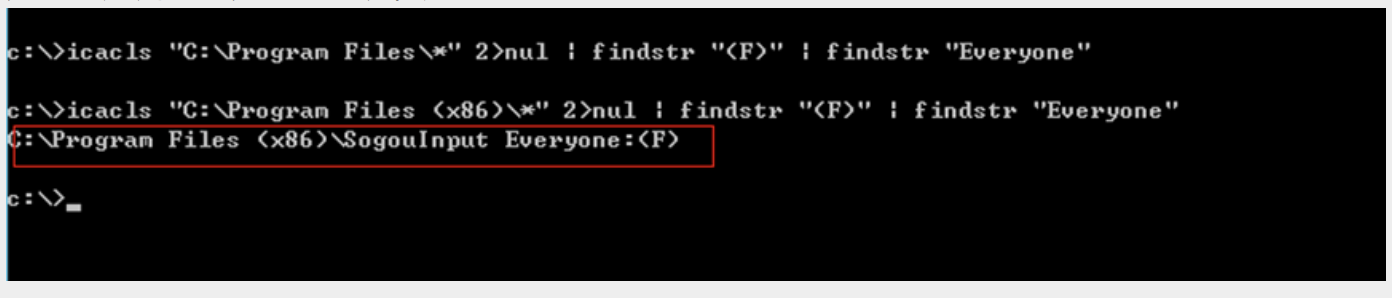 c:\>icacls "C:\Program Files\*" 2>nul | findstr "(F)" | findstr "Everyone"
c:\>icacls "C:\Program Files (x86)\*" 2>nul | findstr "(F)" | findstr "Everyone"
C:\Program Files (x86)\SogouInput Everyone:(F)
c:\>_